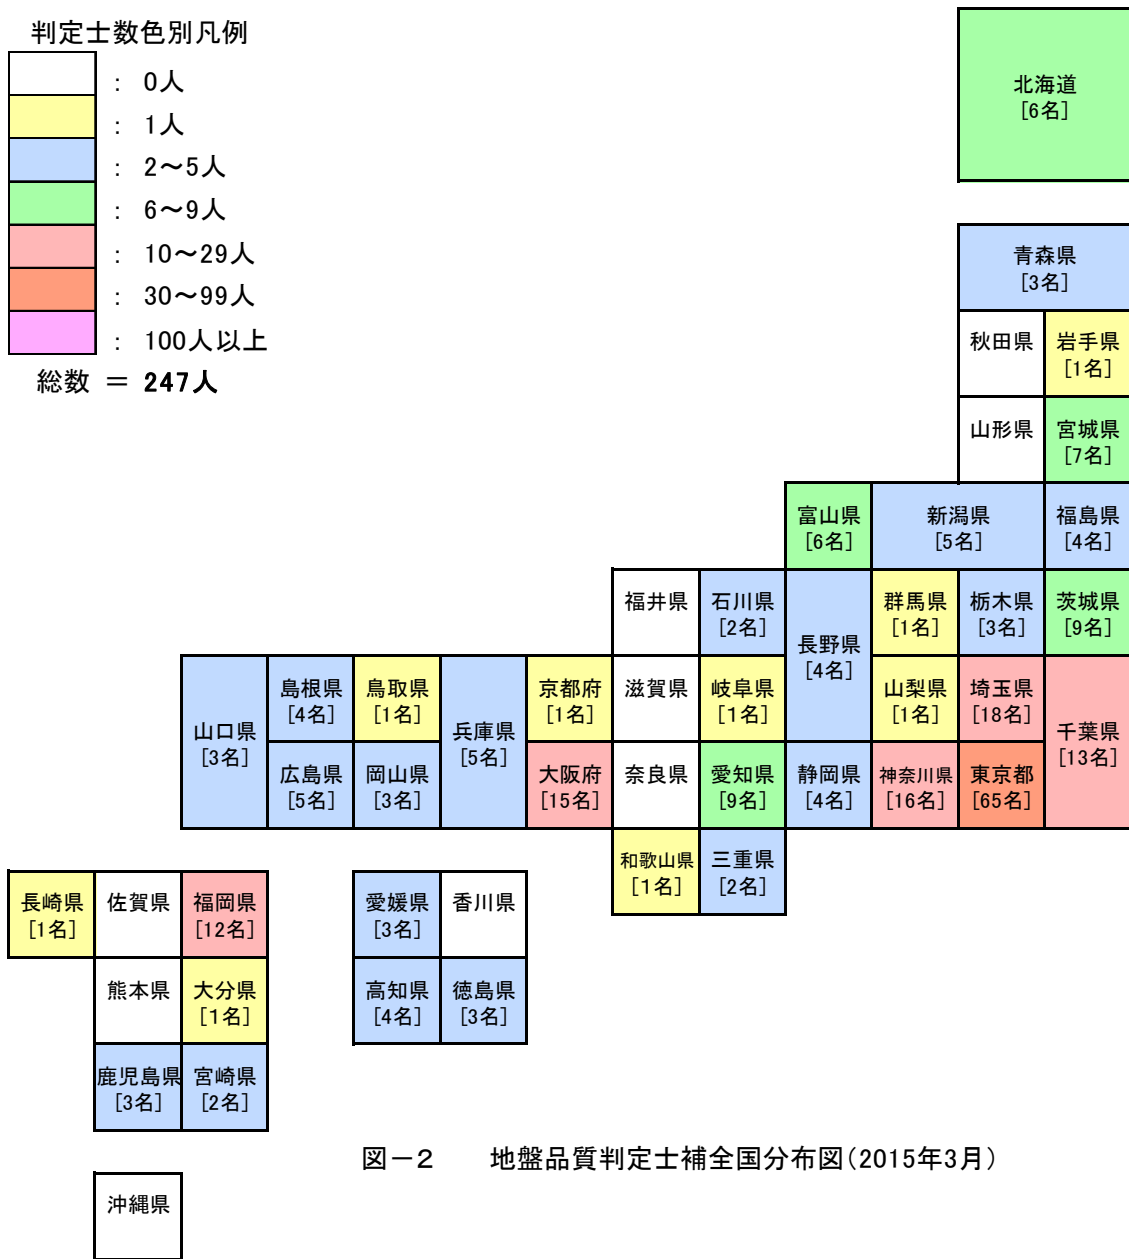 判定士数色別凡例
: 0人
: 1人
: 2～5人
: 6～9人
: 10～29人
: 30～99人
: 100人以上
総数 ＝ 247人
北海道
[6名]
青森県
[3名]
秋田県
岩手県
[1名]
山形県
宮城県
[7名]
富山県
[6名]
新潟県
[5名]
福島県
[4名]
福井県
石川県
[2名]
長野県
[4名]
群馬県
[1名]
栃木県
[3名]
茨城県
[9名]
山口県
[3名]
島根県
[4名]
鳥取県
[1名]
兵庫県
[5名]
京都府
[1名]
滋賀県
岐阜県
[1名]
山梨県
[1名]
埼玉県
[18名]
千葉県
[13名]
広島県
[5名]
岡山県
[3名]
大阪府
[15名]
奈良県
愛知県
[9名]
静岡県
[4名]
神奈川県
[16名]
東京都
[65名]
和歌山県
[1名]
三重県
[2名]
長崎県
[1名]
佐賀県
福岡県
[12名]
愛媛県
[3名]
香川県
熊本県
大分県
[1名]
高知県
[4名]
徳島県
[3名]
鹿児島県
[3名]
宮崎県
[2名]
図－2 地盤品質判定士補全国分布図(2015年3月)
沖縄県